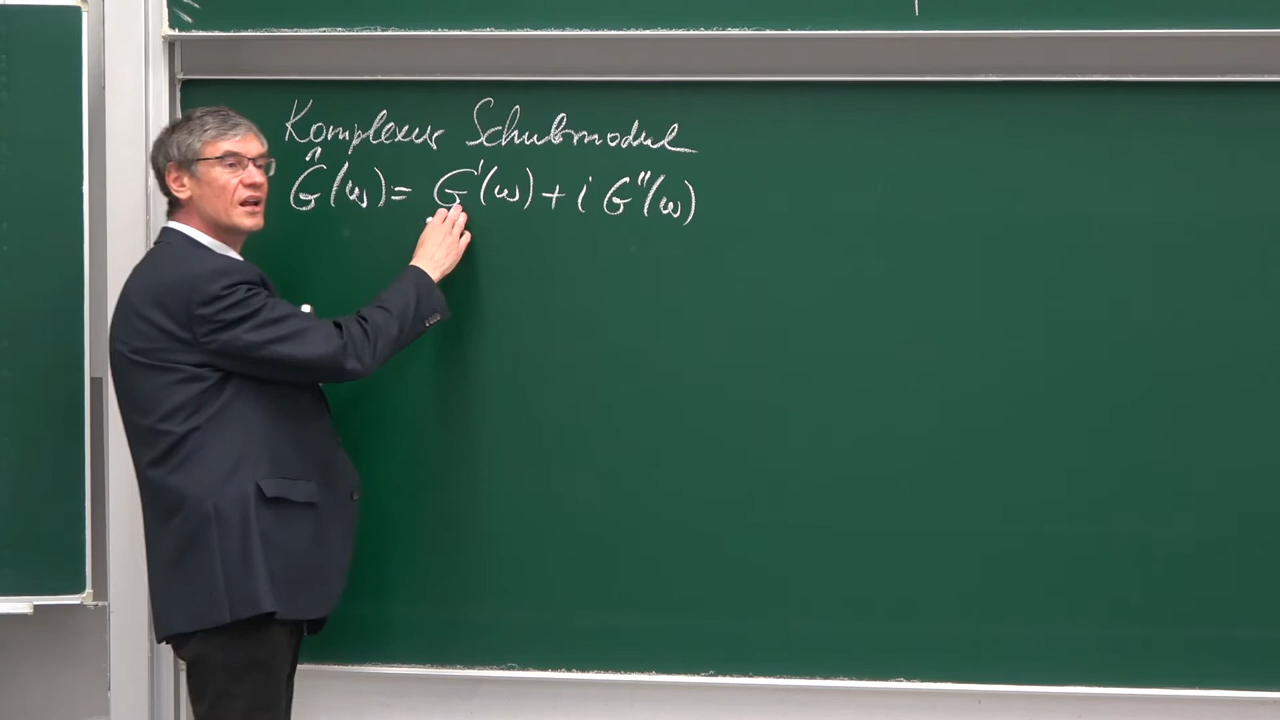 Komplexer Schubmodul
Ĝ(ω) = G'(ω) + i G''(ω)